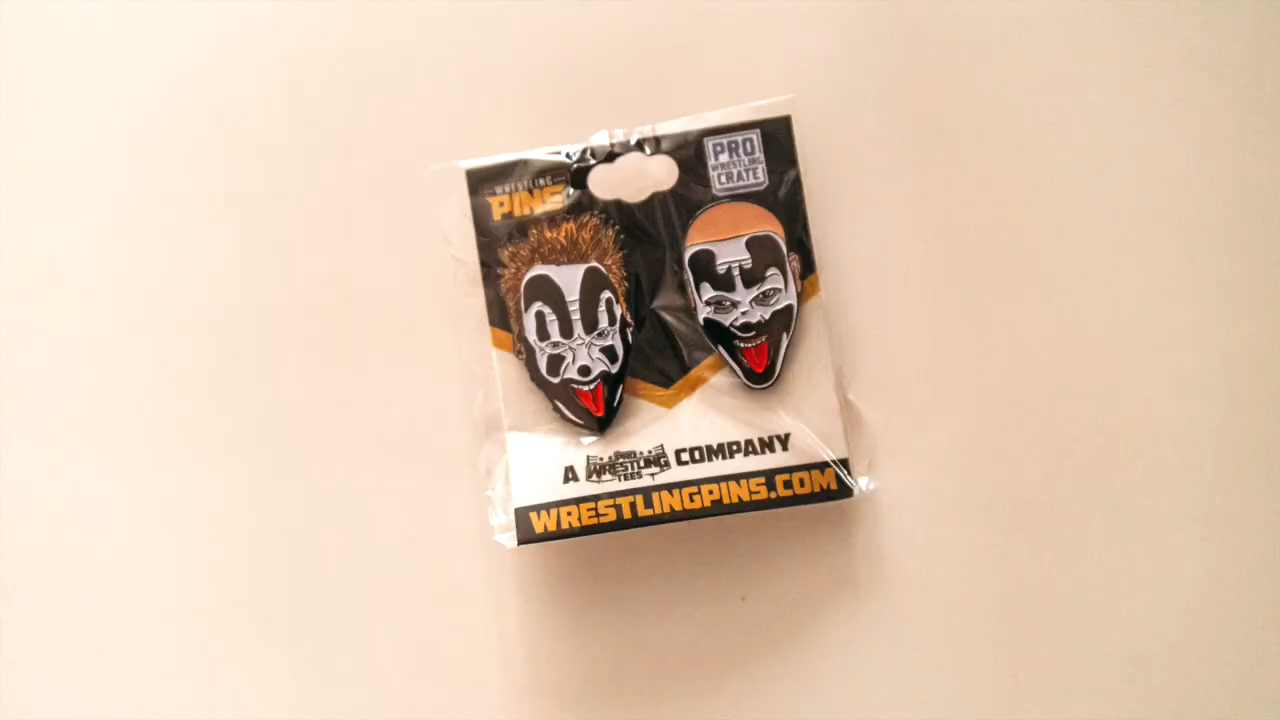 WRESTLING
PINS
PRO
WRESTLING
CRATE
A PRO WRESTLING TEES COMPANY
WRESTLINGPINS.COM